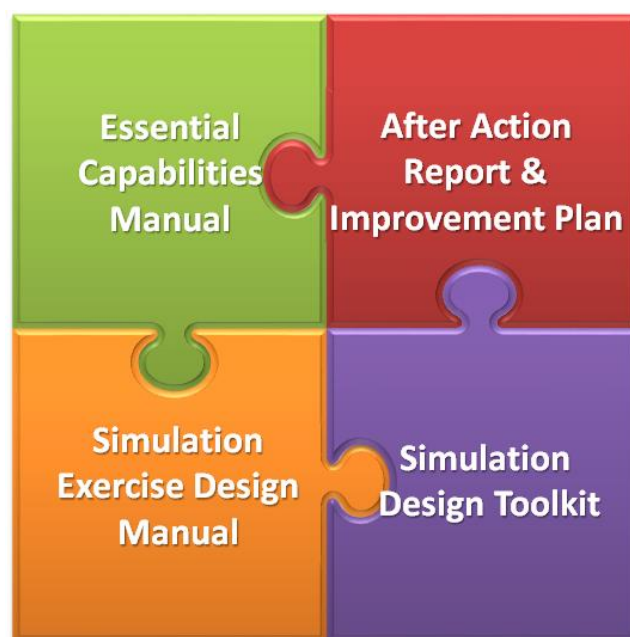 Essential
Capabilities
Manual
After Action
Report &
Improvement Plan
Simulation
Exercise Design
Manual
Simulation
Design Toolkit